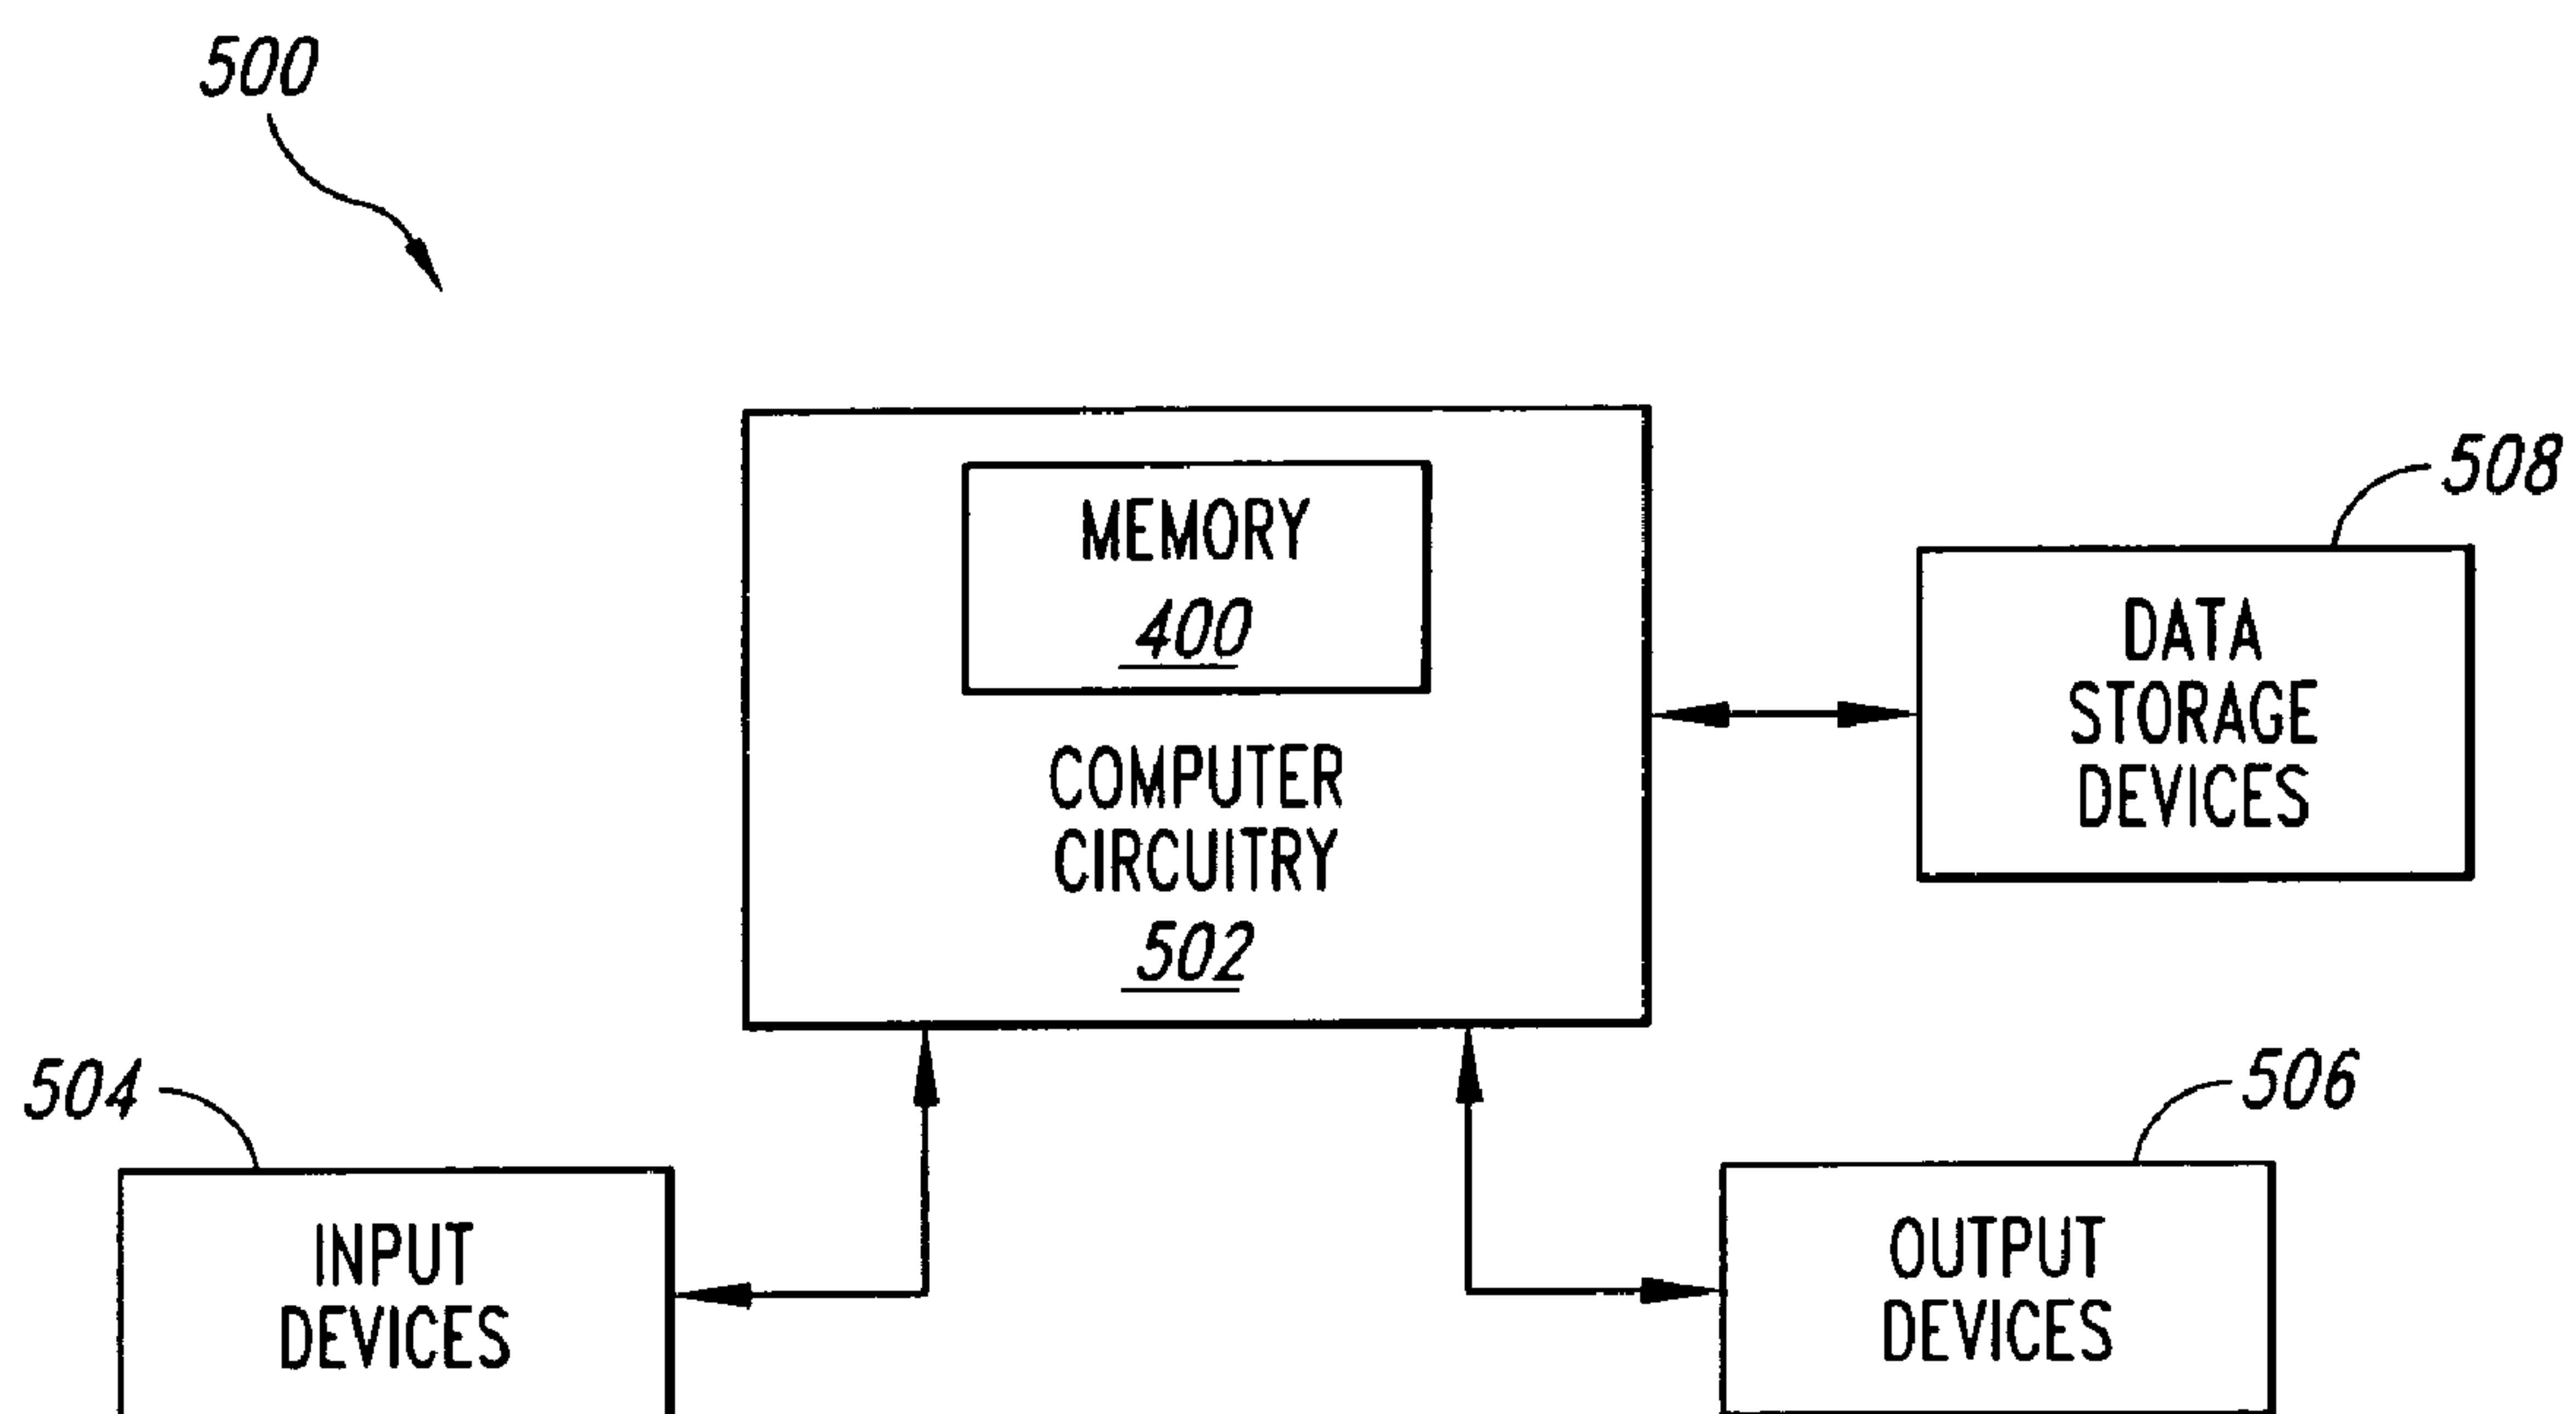 500
MEMORY
400
COMPUTER
CIRCUITRY
502
508
DATA
STORAGE
DEVICES
504
INPUT
DEVICES
506
OUTPUT
DEVICES